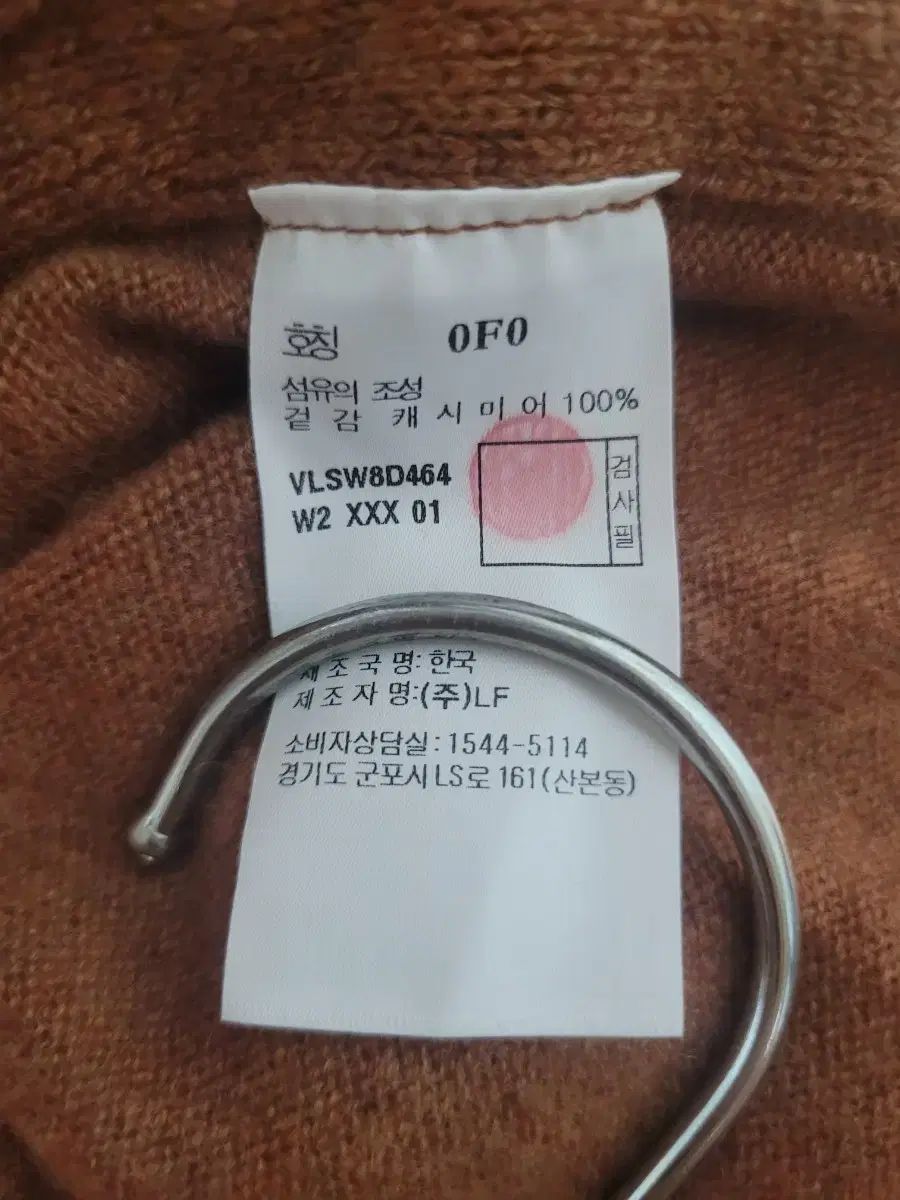 호칭 0F0
섬유의 조성
겉 감 캐 시 미 어 100%
VLSW8D464
W2 XXX 01
검사필
제 조 국 명: 한국
제 조 자 명:(주)LF
소비자상담실: 1544-5114
경기도 군포시 LS로 161(산본동)